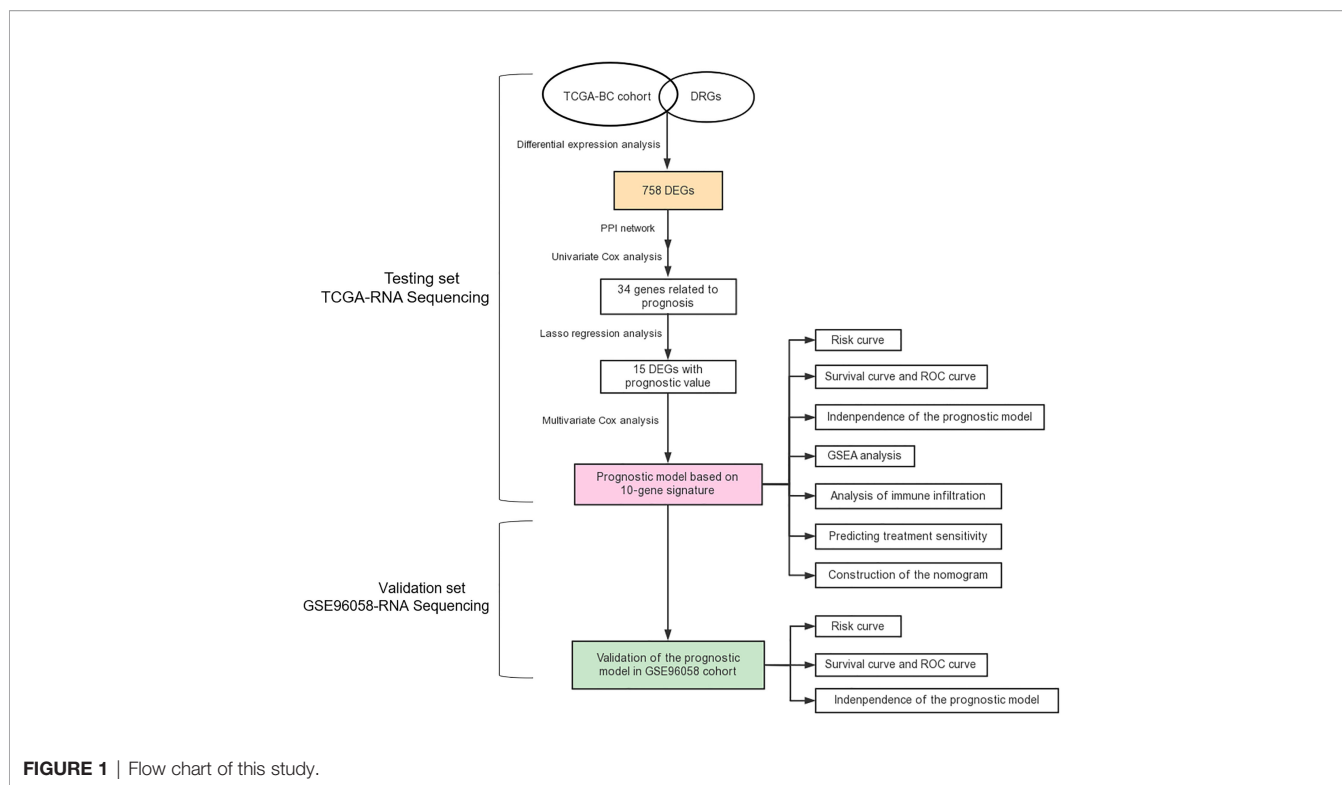 TCGA-BC cohort
DRGs
Differential expression analysis
758 DEGs
PPI network
Univariate Cox analysis
Testing set
TCGA-RNA Sequencing
34 genes related to
prognosis
Lasso regression analysis
15 DEGs with
prognostic value
Multivariate Cox analysis
Prognostic model based on
10-gene signature
Risk curve
Survival curve and ROC curve
Indenpendence of the prognostic model
GSEA analysis
Analysis of immune infiltration
Predicting treatment sensitivity
Construction of the nomogram
Validation set
GSE96058-RNA Sequencing
Validation of the prognostic
model in GSE96058 cohort
Risk curve
Survival curve and ROC curve
Indenpendence of the prognostic model
FIGURE 1 | Flow chart of this study.